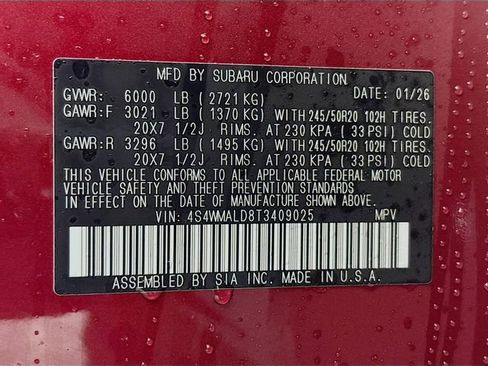 MFD BY SUBARU CORPORATION
GVWR: 6000 LB (2721 KG) DATE: 01/26
GAWR:F 3021 LB (1370 KG) WITH 245/50R20 102H TIRES.
20X7 1/2J RIMS. AT 230 KPA (33 PSI) COLD
GAWR:R 3296 LB (1495 KG) WITH 245/50R20 102H TIRES.
20X7 1/2J RIMS. AT 230 KPA (33 PSI) COLD
THIS VEHICLE CONFORMS TO ALL APPLICABLE FEDERAL MOTOR
VEHICLE SAFETY AND THEFT PREVENTION STANDARDS IN
EFFECT ON THE DATE OF MANUFACTURE SHOWN ABOVE.
VIN: 4S4WMALD8T3409025 MPV
ASSEMBLED BY SIA INC. MADE IN U.S.A.